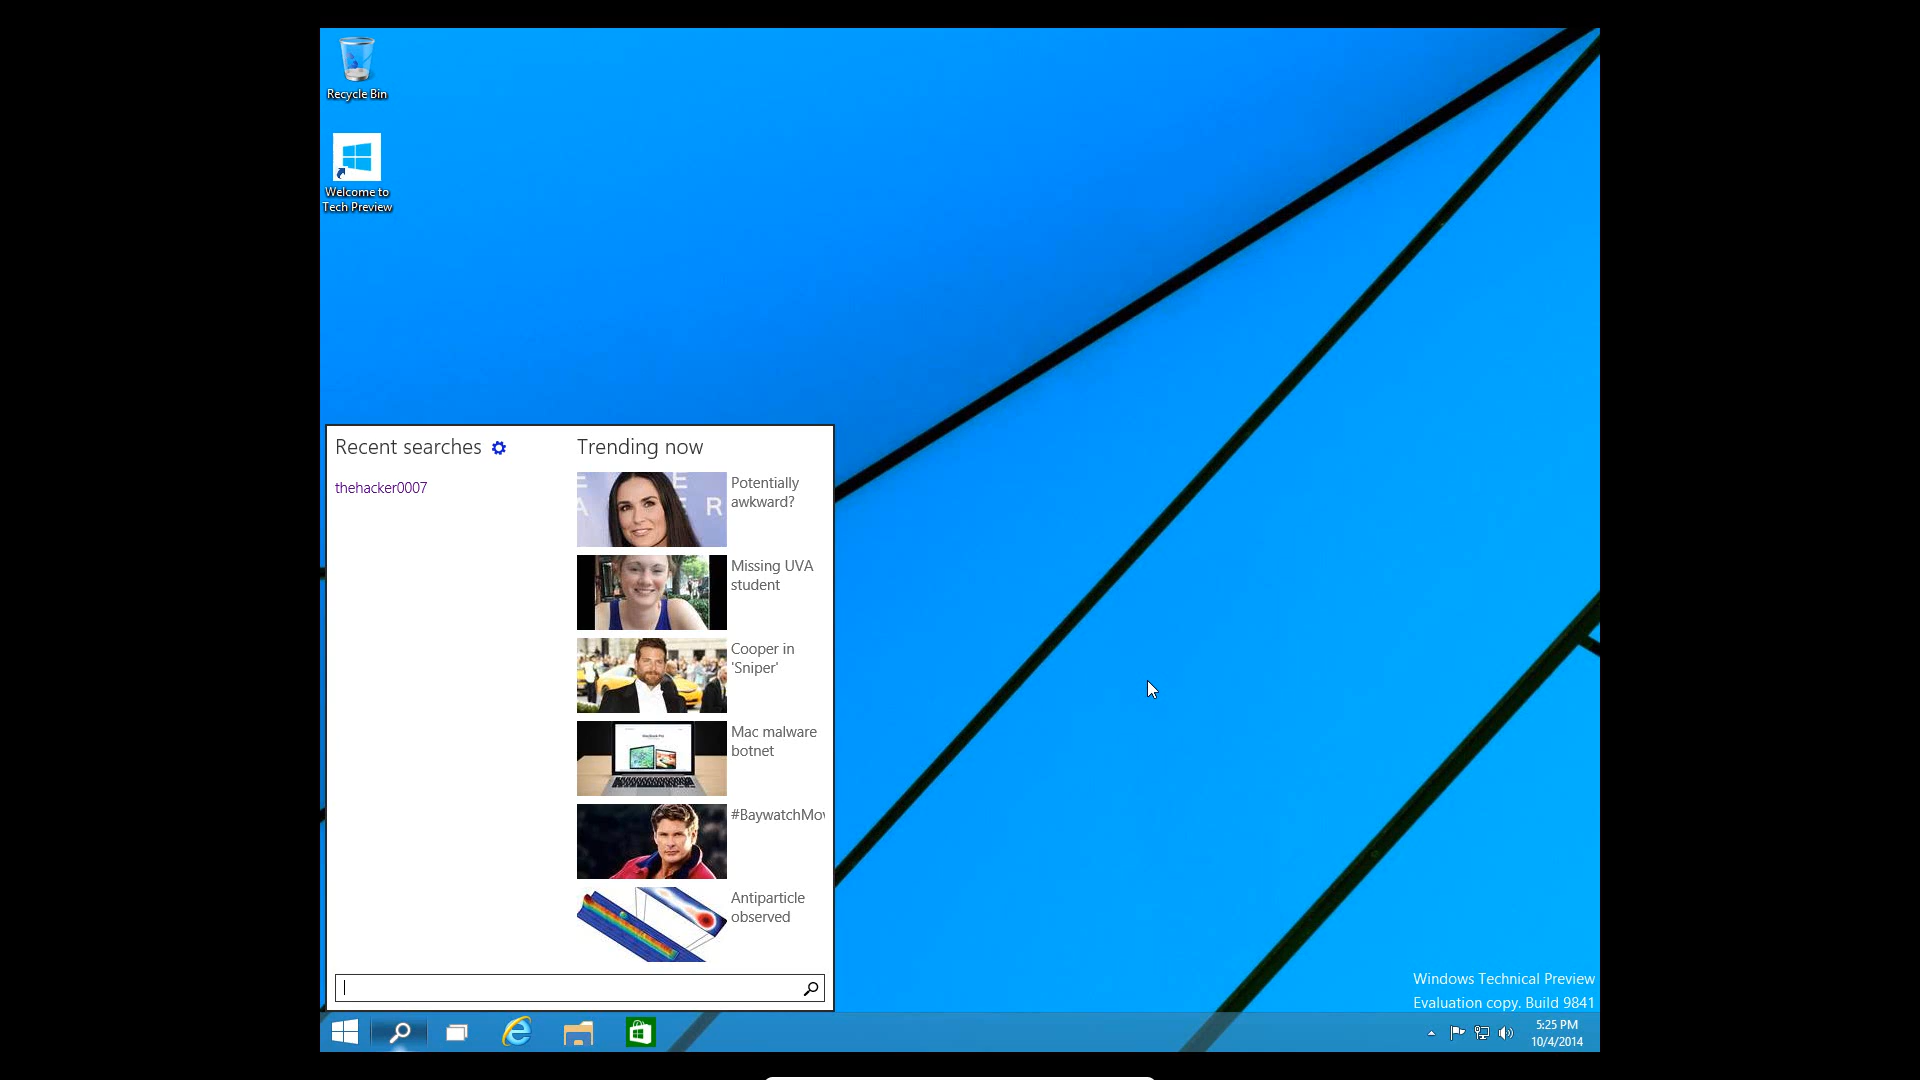 Recycle Bin
Welcome to
Tech Preview
Recent searches
thehacker0007
Trending now
Potentially
awkward?
Missing UVA
student
Cooper in
'Sniper'
Mac malware
botnet
#BaywatchMov
Antiparticle
observed
Windows Technical Preview
Evaluation copy. Build 9841
5:25 PM
10/4/2014